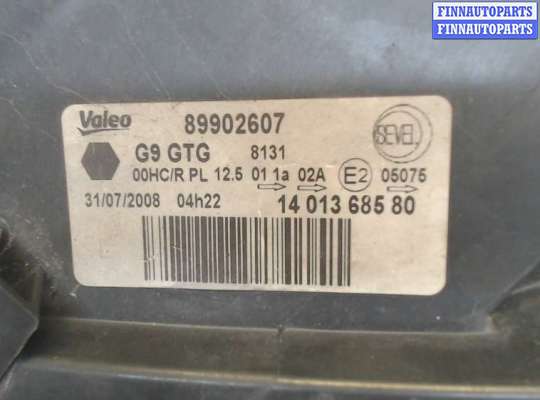 FINNAUTOPARTS
FINNAUTOPARTS
Valeo 89902607 SEVEL
G9 GTG 8131
00HC/R PL 12.5 01 1a 02A E2 05075
31/07/2008 04h22 14 013 685 80